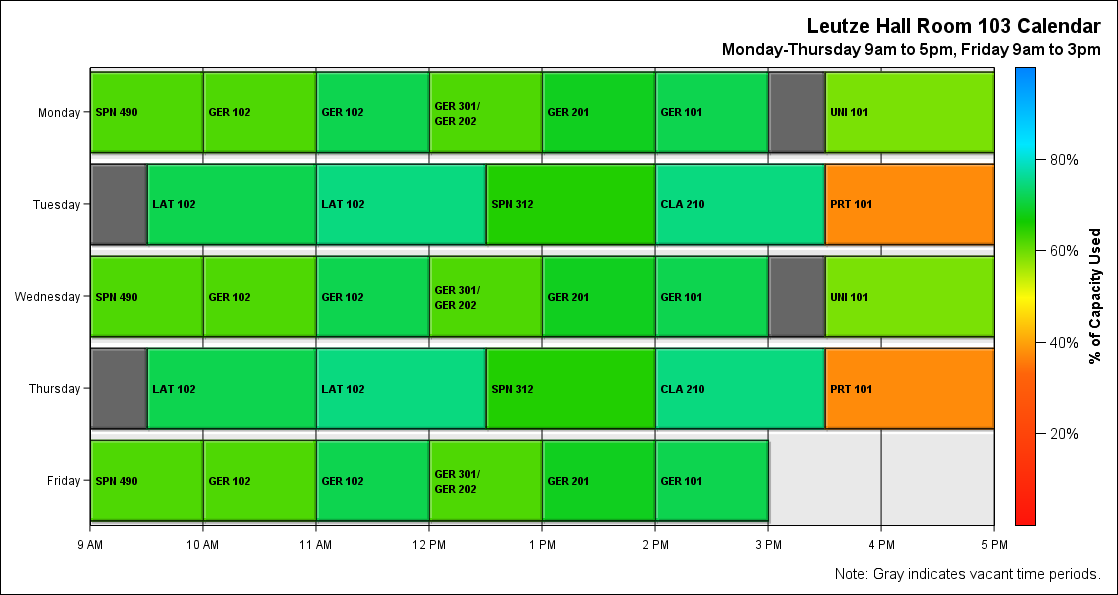 Leutze Hall Room 103 Calendar
Monday-Thursday 9am to 5pm, Friday 9am to 3pm
Monday
SPN 490
GER 102
GER 102
GER 301/
GER 202
GER 201
GER 101
UNI 101
Tuesday
LAT 102
LAT 102
SPN 312
CLA 210
PRT 101
Wednesday
SPN 490
GER 102
GER 102
GER 301/
GER 202
GER 201
GER 101
UNI 101
Thursday
LAT 102
LAT 102
SPN 312
CLA 210
PRT 101
Friday
SPN 490
GER 102
GER 102
GER 301/
GER 202
GER 201
GER 101
9 AM
10 AM
11 AM
12 PM
1 PM
2 PM
3 PM
4 PM
5 PM
80%
60%
40%
20%
% of Capacity Used
Note: Gray indicates vacant time periods.